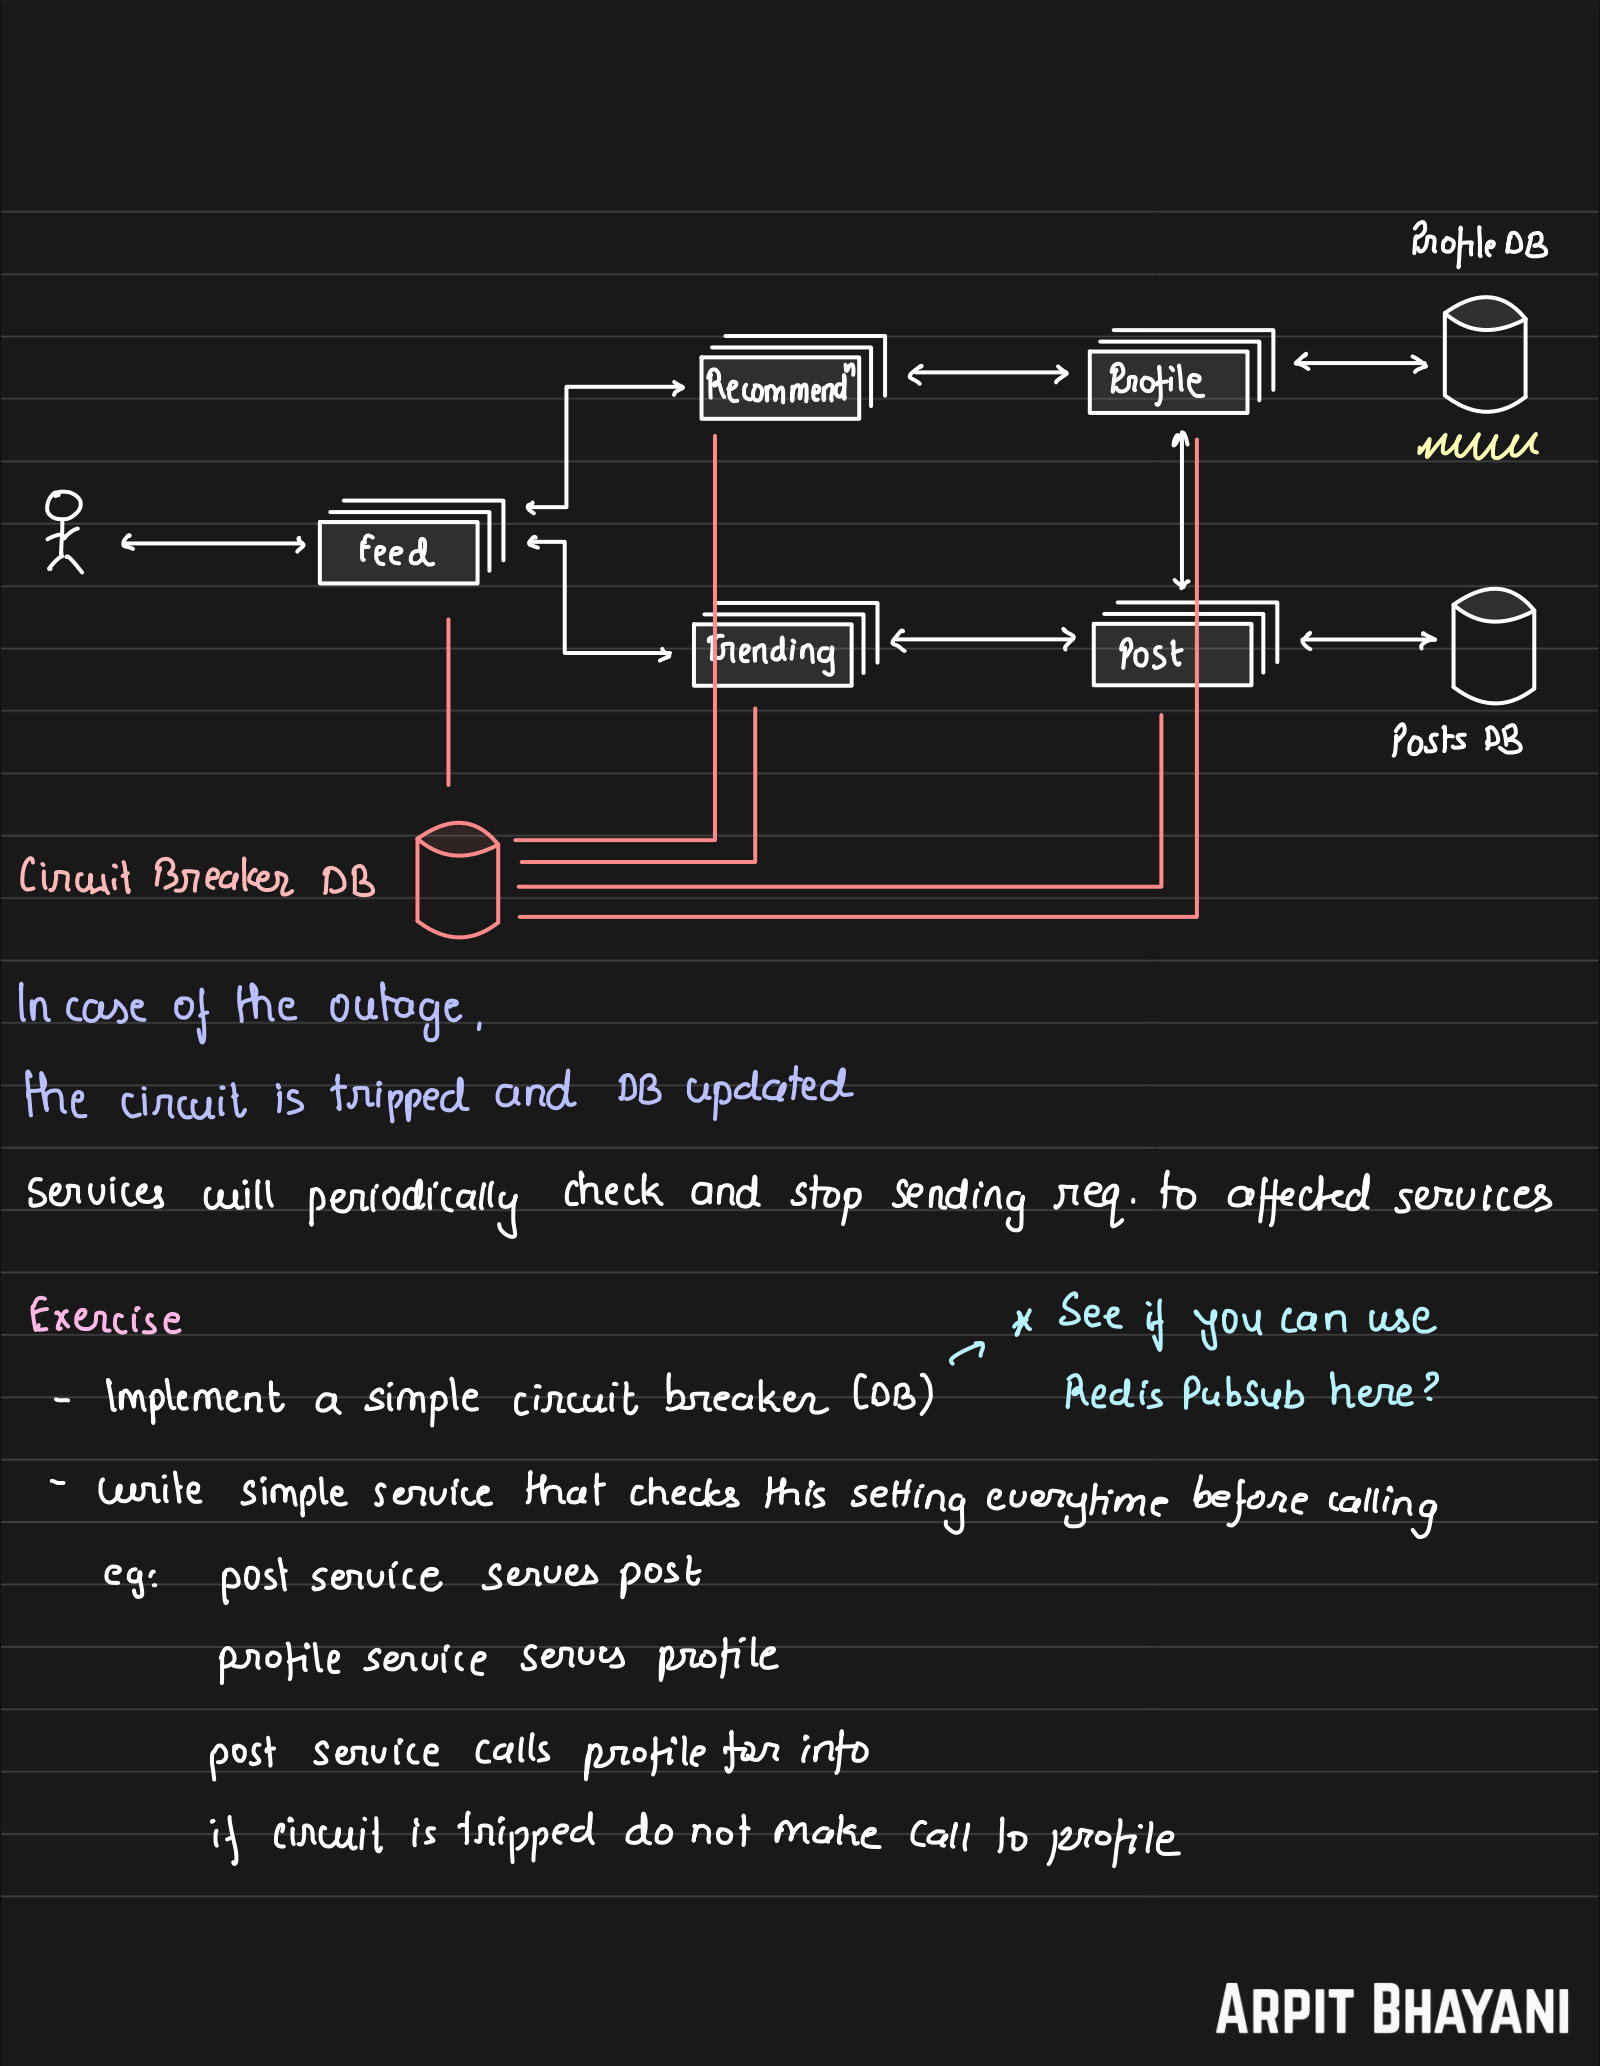 Profile DB
Recommendⁿ
Profile
Feed
Trending
Post
Posts DB
Circuit Breaker DB
In case of the outage,
the circuit is tripped and DB updated
Services will periodically check and stop sending req. to affected services
Exercise
* See if you can use
- Implement a simple circuit breaker (DB)
Redis PubSub here?
- write simple service that checks this setting everytime before calling
eg: post service serves post
profile service serves profile
post service calls profile for info
if circuit is tripped do not make call to profile
ARPIT BHAYANI